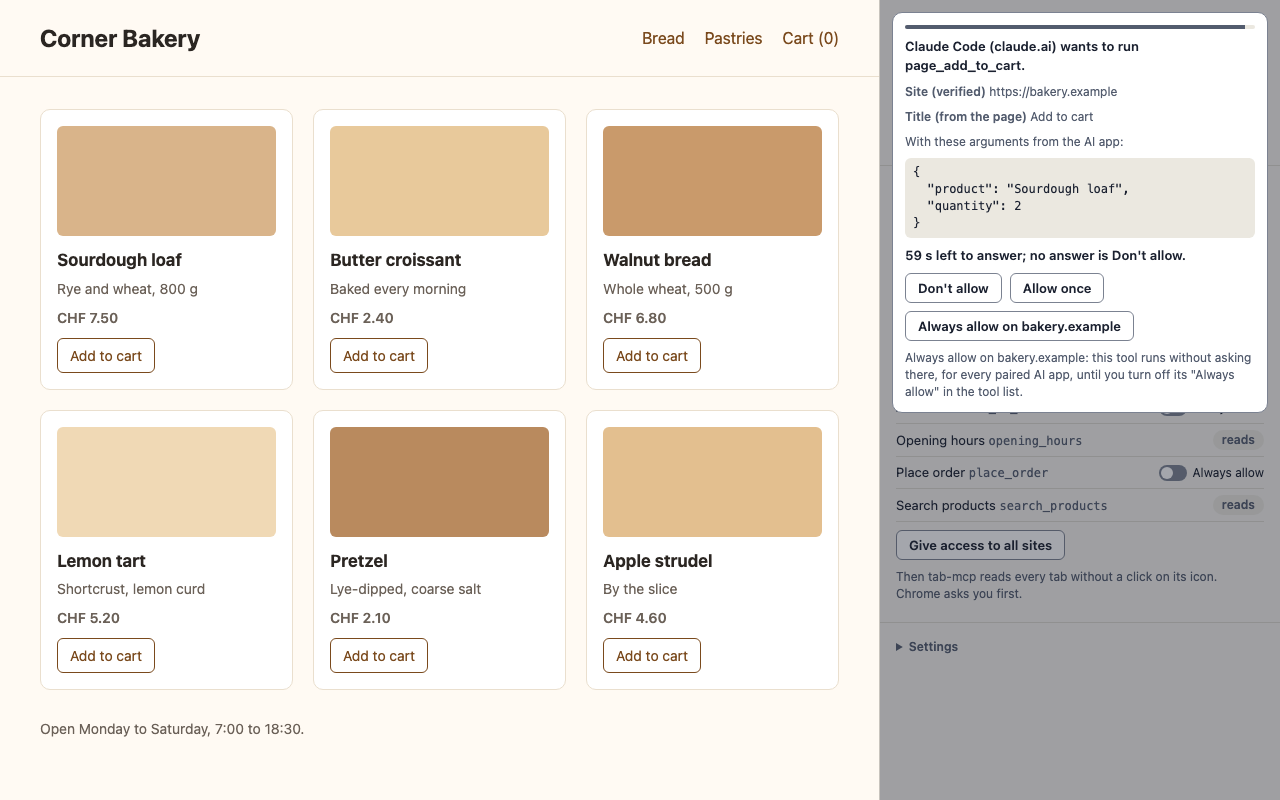 Corner Bakery
Bread
Pastries
Cart (0)
Sourdough loaf
Rye and wheat, 800 g
CHF 7.50
Add to cart
Butter croissant
Baked every morning
CHF 2.40
Add to cart
Walnut bread
Whole wheat, 500 g
CHF 6.80
Add to cart
Lemon tart
Shortcrust, lemon curd
CHF 5.20
Add to cart
Pretzel
Lye-dipped, coarse salt
CHF 2.10
Add to cart
Apple strudel
By the slice
CHF 4.60
Add to cart
Open Monday to Saturday, 7:00 to 18:30.
Claude Code (claude.ai) wants to run
page_add_to_cart.
Site (verified) https://bakery.example
Title (from the page) Add to cart
With these arguments from the AI app:
{
"product": "Sourdough loaf",
"quantity": 2
}
59 s left to answer; no answer is Don't allow.
Don't allow
Allow once
Always allow on bakery.example
Always allow on bakery.example: this tool runs without asking
there, for every paired AI app, until you turn off its "Always
allow" in the tool list.
Opening hours opening_hours
reads
Place order place_order
Always allow
Search products search_products
reads
Give access to all sites
Then tab-mcp reads every tab without a click on its icon.
Chrome asks you first.
Settings